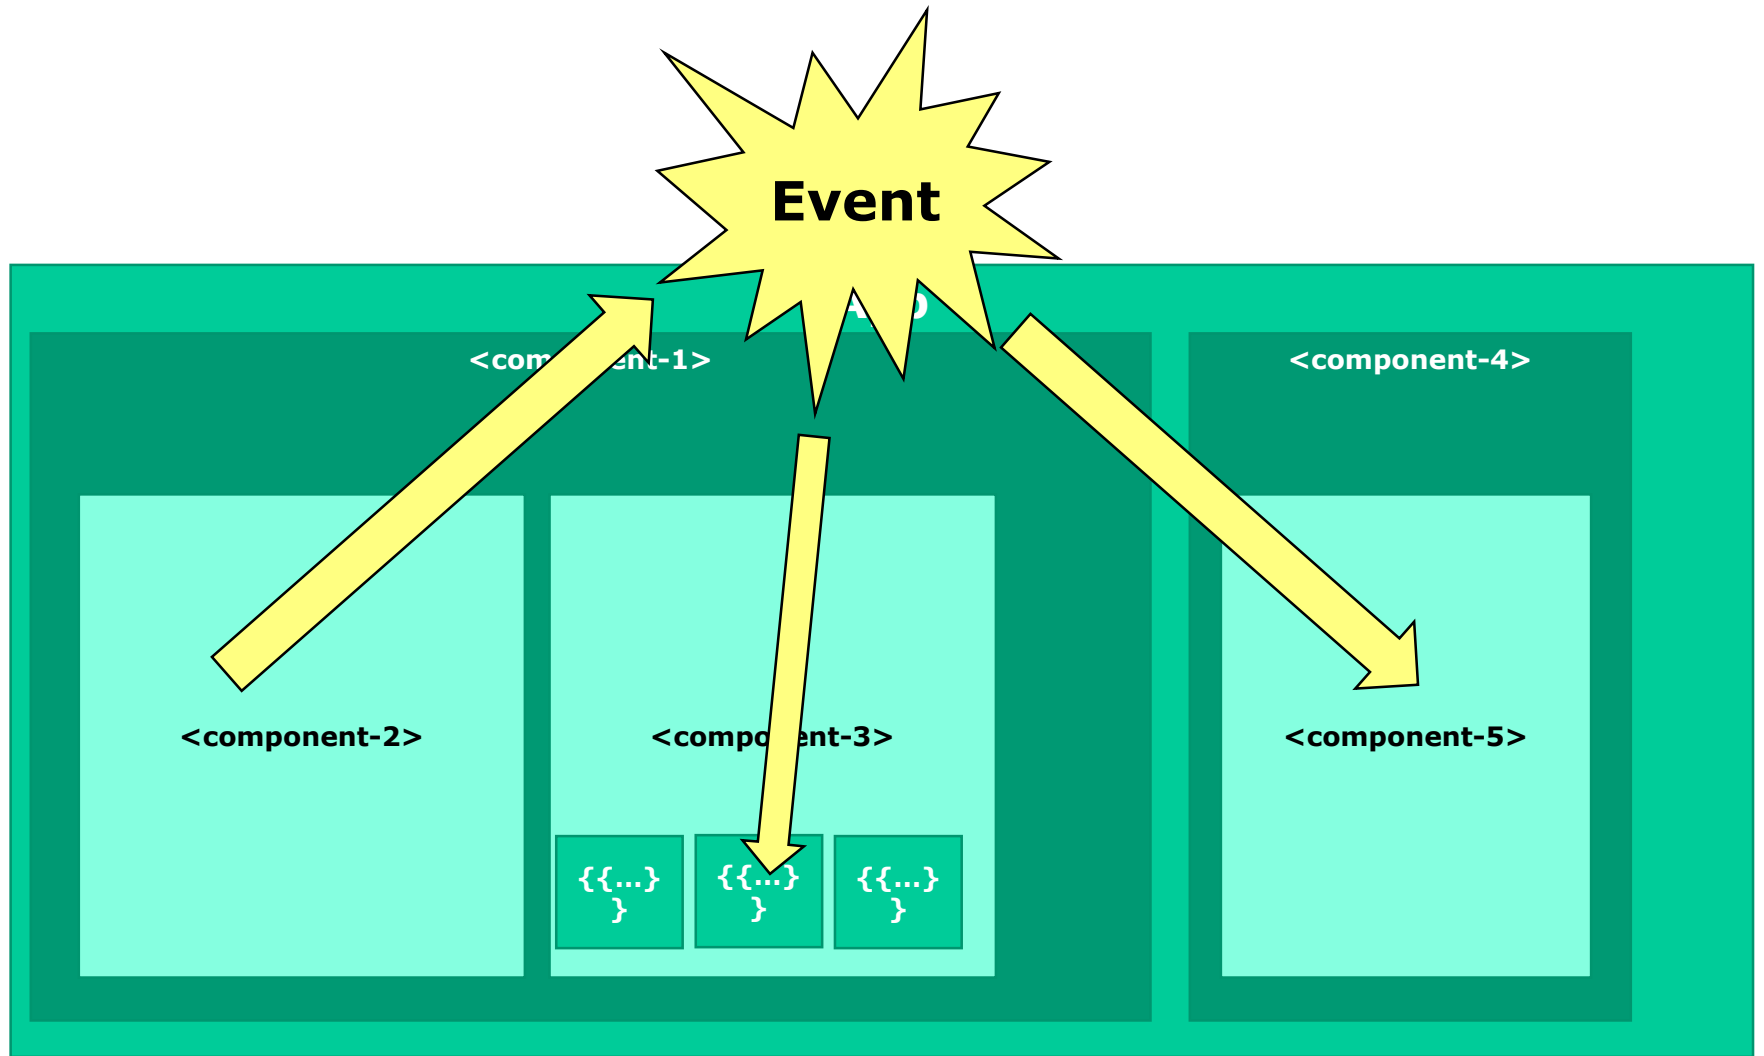 Event
<component-4>
<component-2>
<component-5>
{{…}
}
{{…}
}
{{…}
}